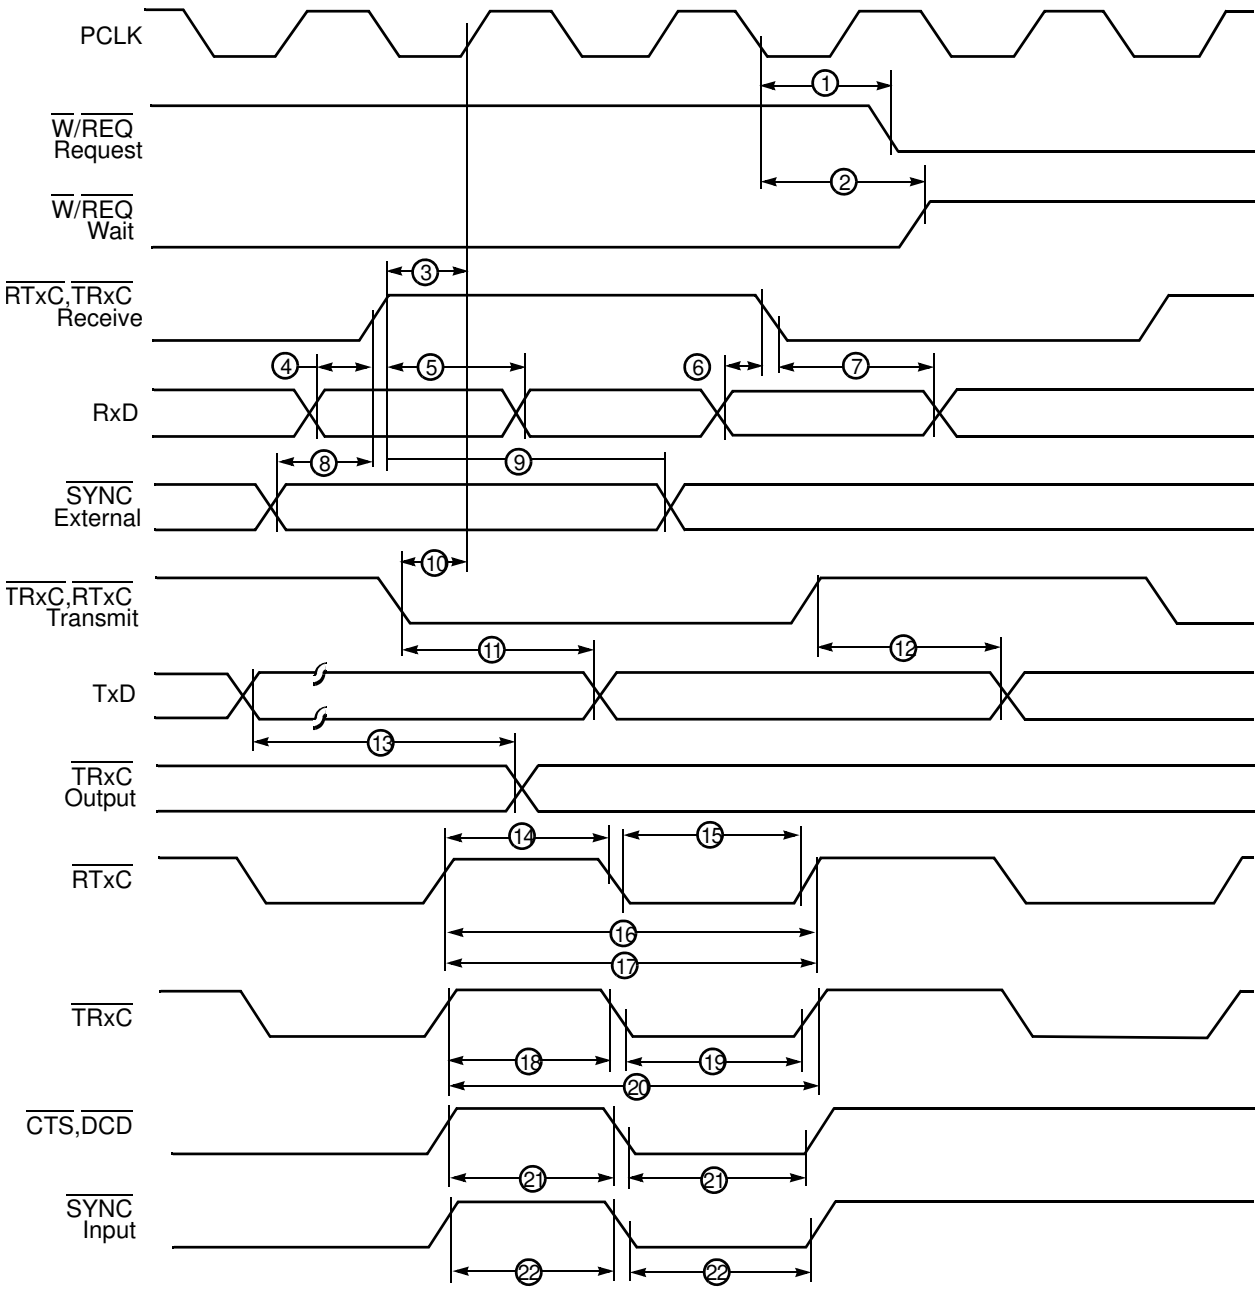 PCLK
1
W/REQ
Request
2
W/REQ
Wait
3
RTxC,TRxC
Receive
4 5 6 7
RxD
8 9
SYNC
External
10
TRxC,RTxC
Transmit
11 12
TxD
13
TRxC
Output
14 15
RTxC
16
17
TRxC
18 19
20
CTS,DCD
21 21
SYNC
Input
22 22